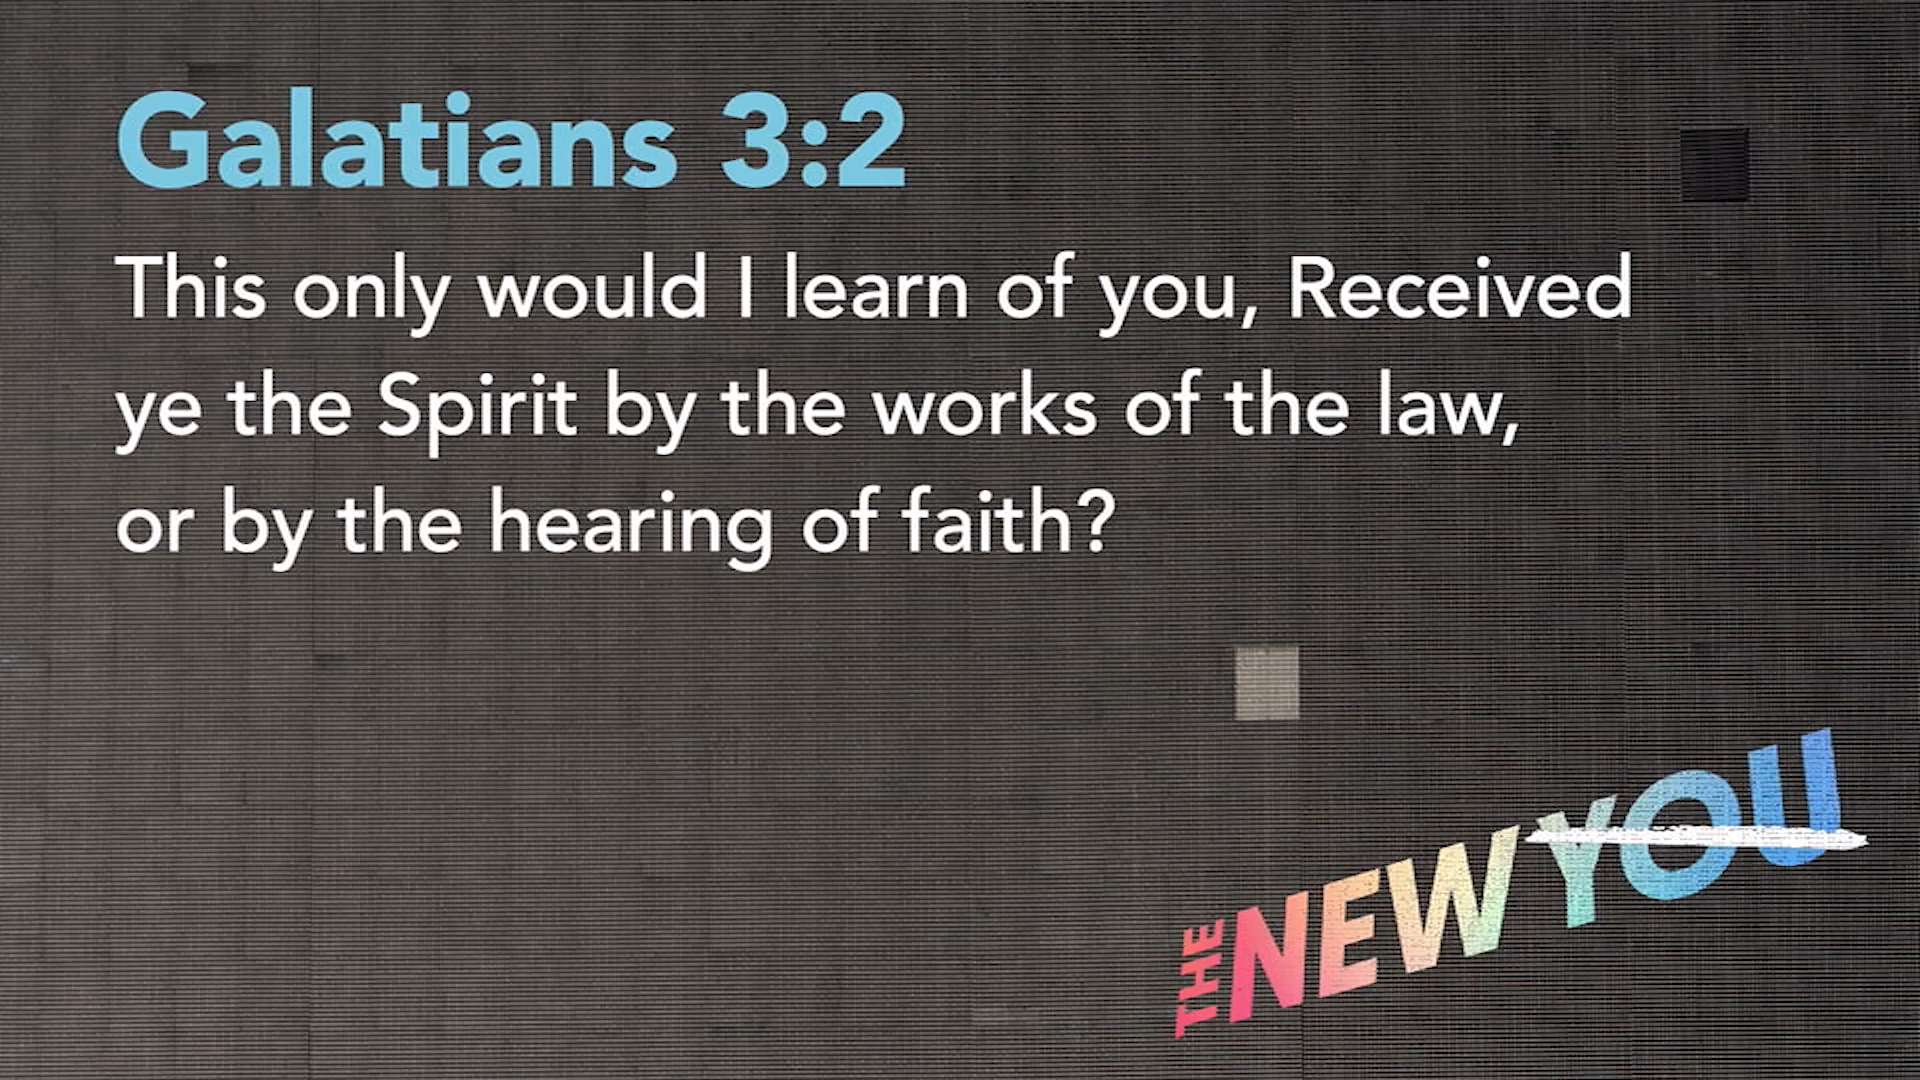 Galatians 3:2
This only would I learn of you, Received
ye the Spirit by the works of the law,
or by the hearing of faith?
THE NEW YOU